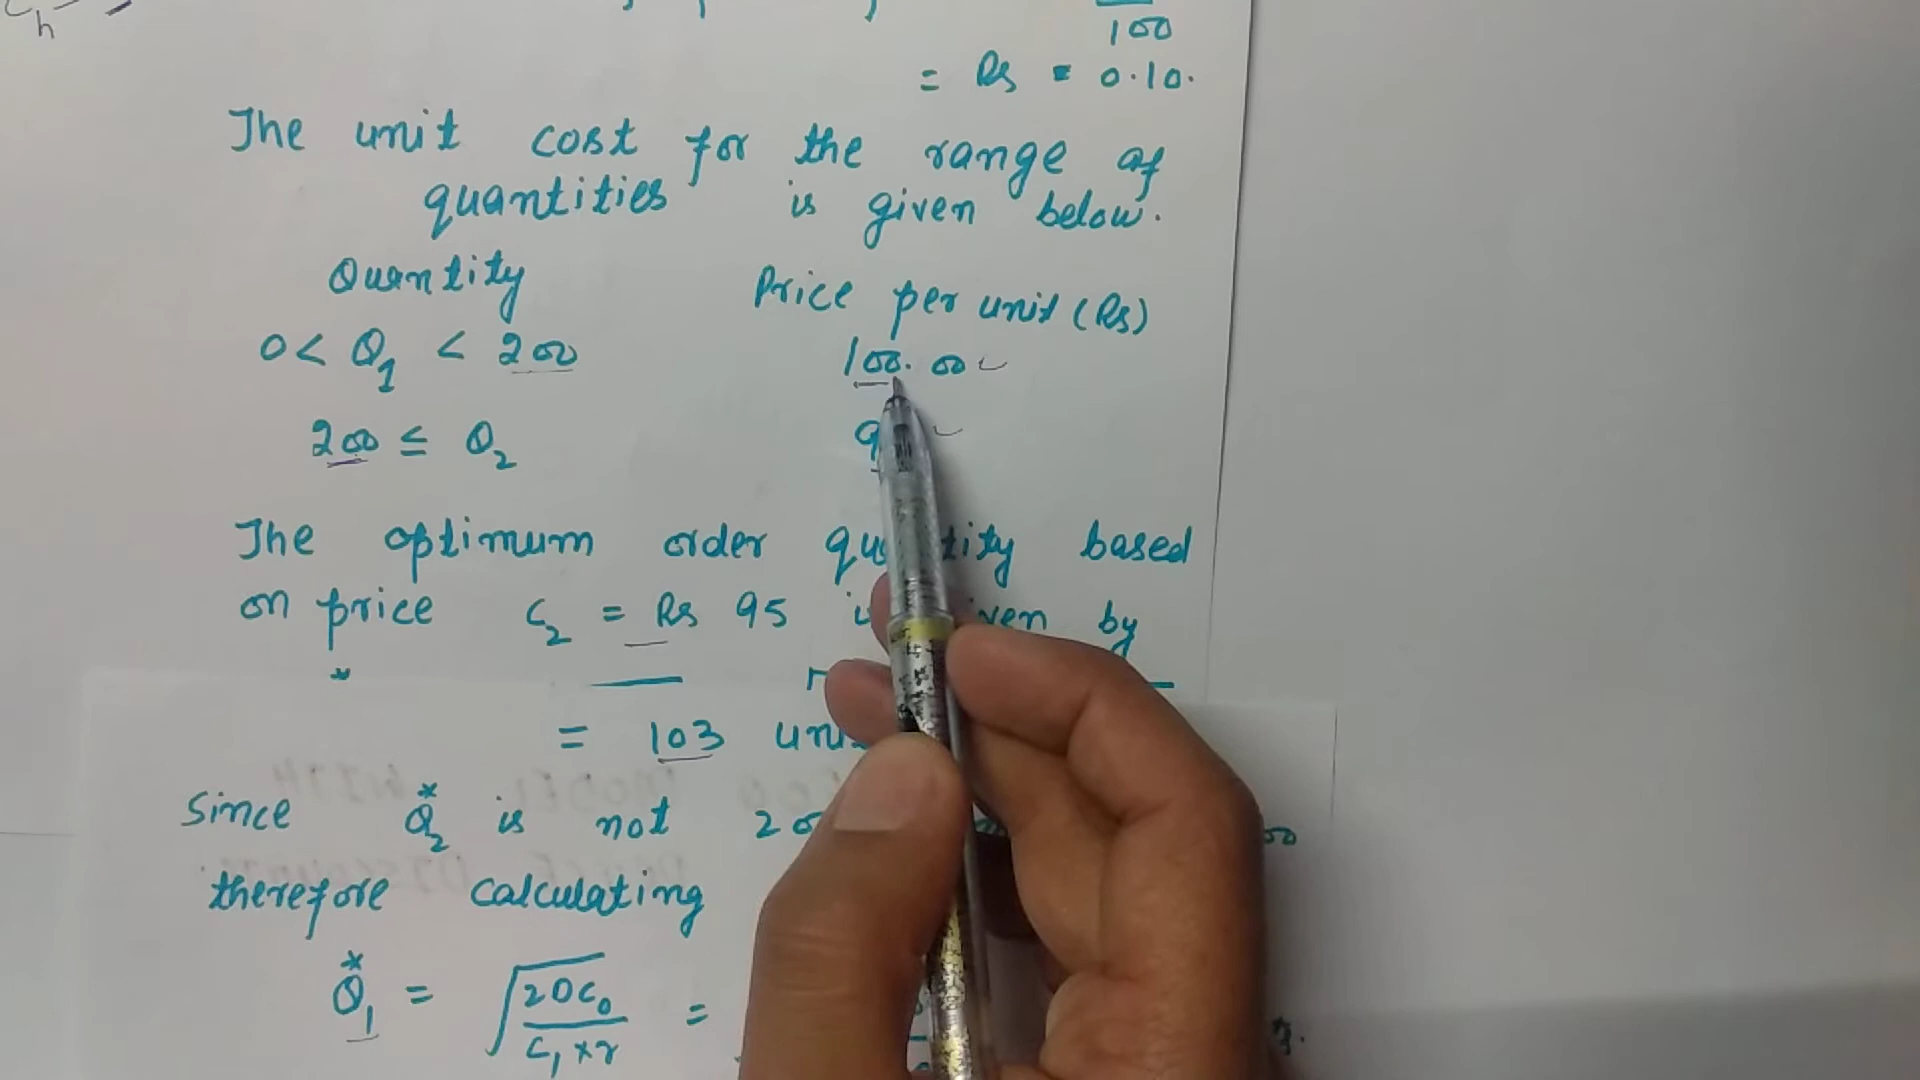 h
100
= Rs = 0.10.
The unit cost for the range of
quantities is given below.
Quantity Price per unit (Rs)
0 < Q1 < 200 100.00
200 ≤ Q2 9
The optimum order quantity based
on price C2 = Rs 95 given by
*
= 103
Since Q2* is not
therefore calculating
Q1* = √2DC0 / C1 × r =